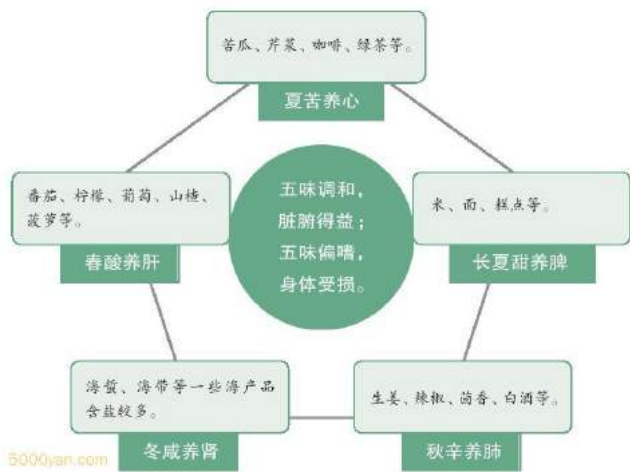 苦瓜、芹菜、咖啡、绿茶等。
夏苦养心
番茄、柠檬、葡萄、山楂、
菠萝等。
春酸养肝
五味调和，
脏腑得益；
五味偏嗜，
身体受损。
米、面、糕点等。
长夏甜养脾
海蜇、海带等一些海产品
含盐较多。
冬咸养肾
生姜、辣椒、茴香、白酒等。
秋辛养肺
5000yan.com